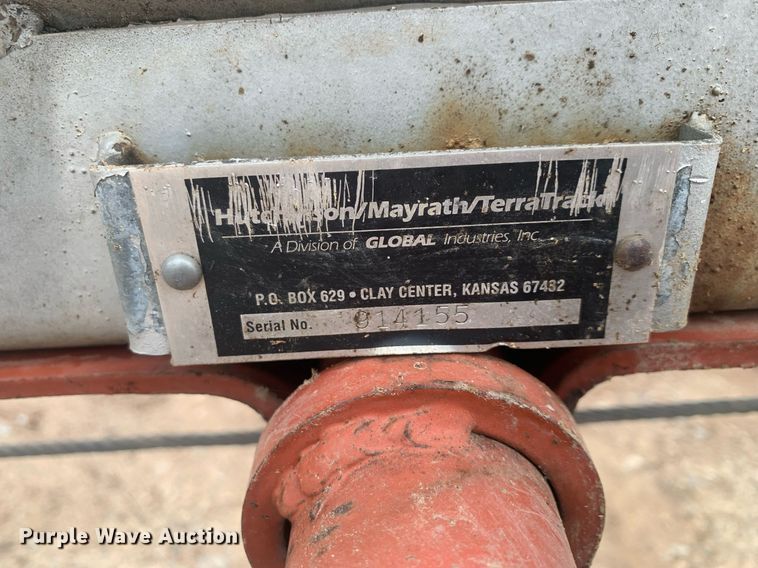 Hutchinson/Mayrath/TerraTrack
A Division of GLOBAL Industries, Inc.
P.O. BOX 629 • CLAY CENTER, KANSAS 67432
Serial No. 914155
Purple Wave Auction